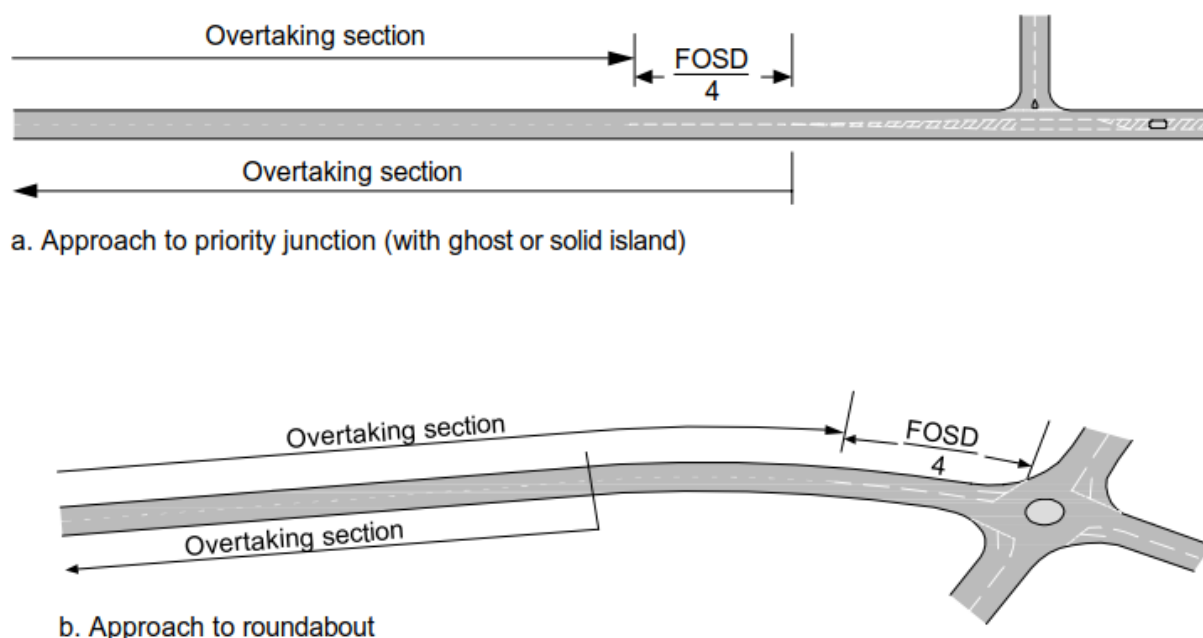 Overtaking section
FOSD
4
Overtaking section
a. Approach to priority junction (with ghost or solid island)
Overtaking section
FOSD
4
Overtaking section
b. Approach to roundabout